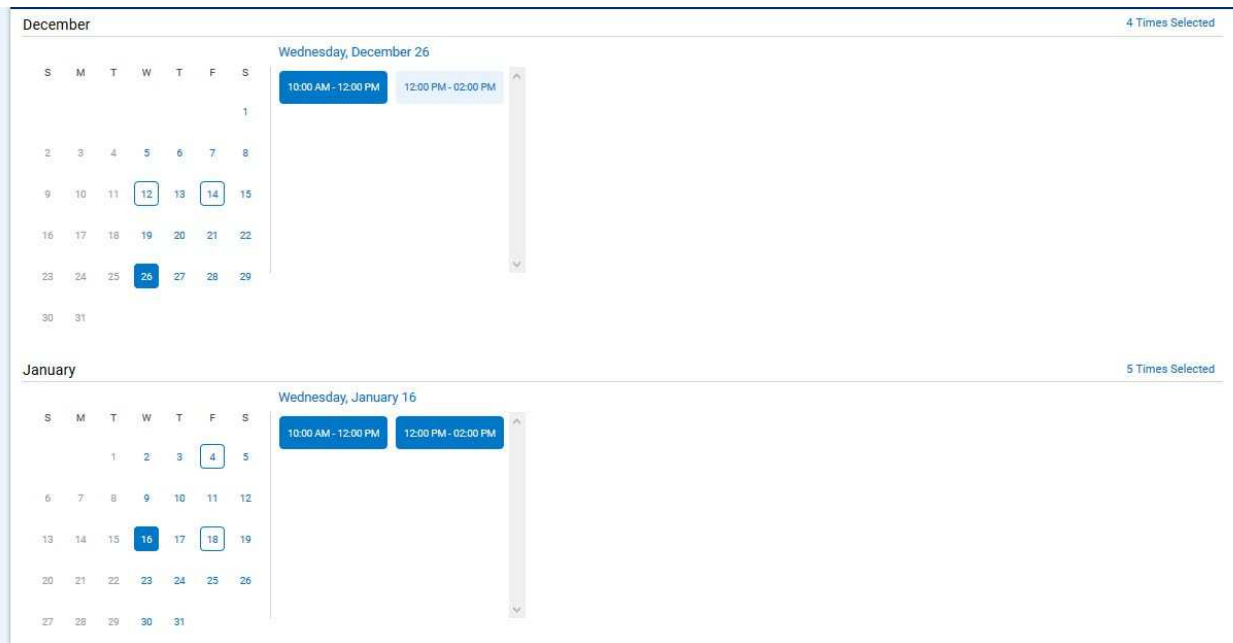 December
4 Times Selected
Wednesday, December 26
S M T W T F S
10:00 AM - 12:00 PM
12:00 PM - 02:00 PM
1
2 3 4 5 6 7 8
9 10 11 12 13 14 15
16 17 18 19 20 21 22
23 24 25 26 27 28 29
30 31
January
5 Times Selected
Wednesday, January 16
S M T W T F S
10:00 AM - 12:00 PM
12:00 PM - 02:00 PM
1 2 3 4 5
6 7 8 9 10 11 12
13 14 15 16 17 18 19
20 21 22 23 24 25 26
27 28 29 30 31